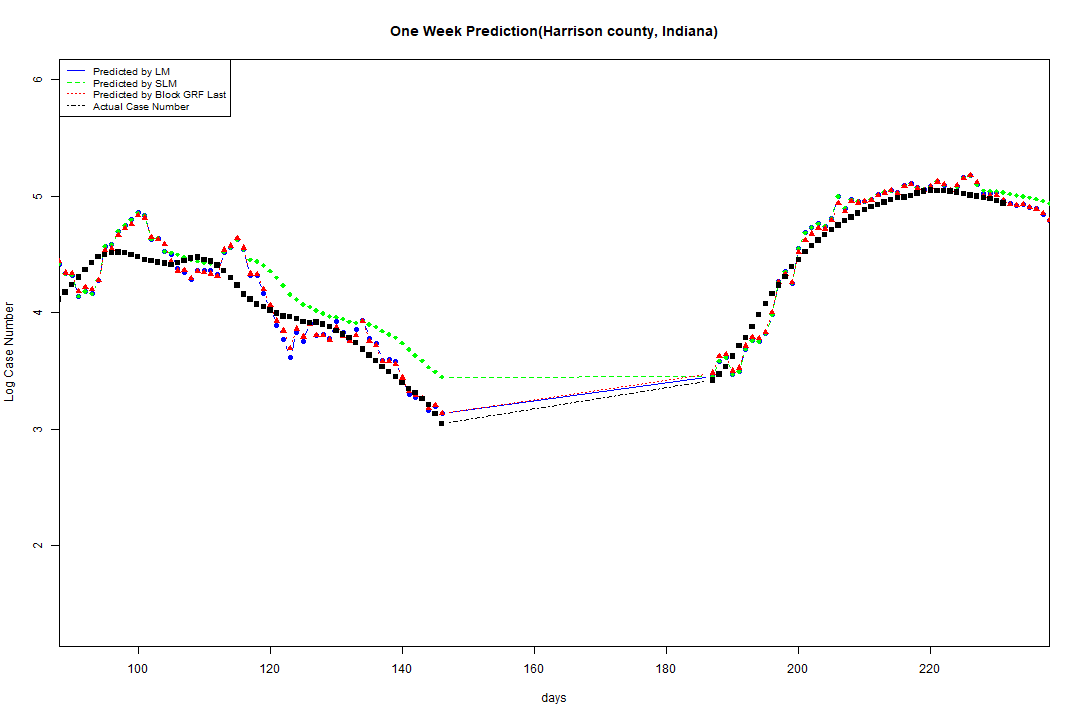 One Week Prediction(Harrison county, Indiana)
Predicted by LM
Predicted by SLM
Predicted by Block GRF Last
Actual Case Number
6
5
4
3
2
Log Case Number
100 120 140 160 180 200 220
days